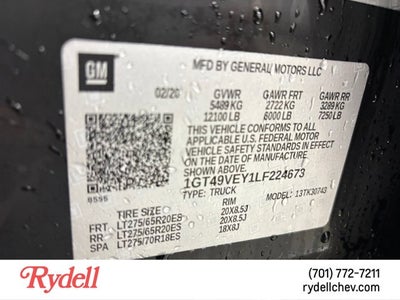 GM
MFD BY GENERAL MOTORS LLC
02/20
GVWR GAWR FRT GAWR RR
5489 KG 2722 KG 3289 KG
12100 LB 6000 LB 7250 LB
THIS VEHICLE CONFORMS TO ALL
APPLICABLE U.S. FEDERAL MOTOR
VEHICLE SAFETY STANDARDS IN EFFECT
ON THE DATE OF MANUFACTURE SHOWN ABOVE.
1GT49VEY1LF224673
TYPE: TRUCK 13TK30743
8595
TIRE SIZE RIM
FRT LT275/65R20ES 20X8.5J
RR LT275/65R20ES 20X8.5J
SPA LT275/70R18ES 18X8J
Rydell
(701) 772-7211
rydellchev.com